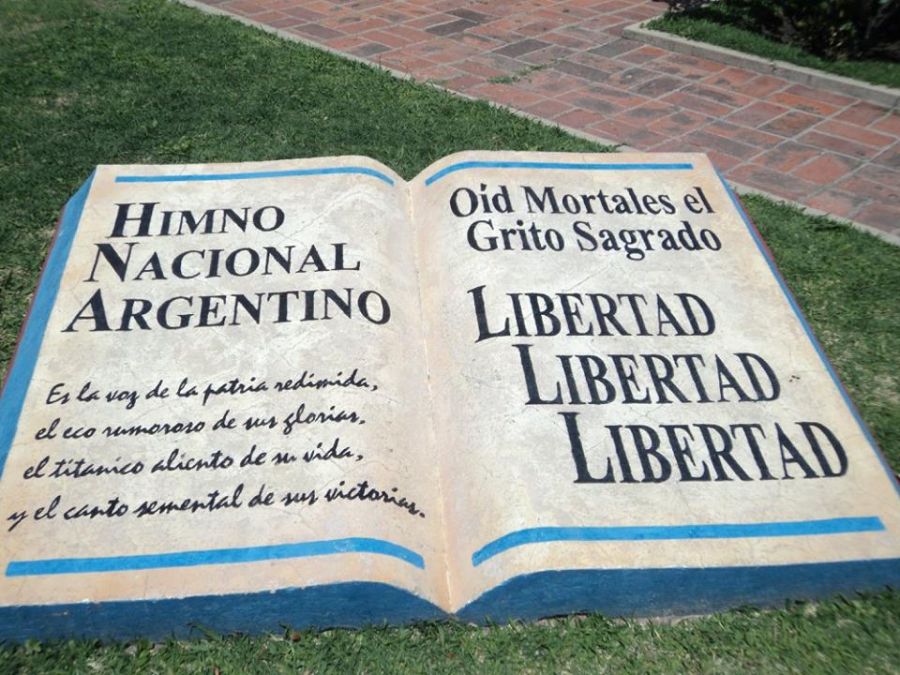 HIMNO
NACIONAL
ARGENTINO
Es la voz de la patria redimida,
el eco rumoroso de sus glorias,
el titanico aliento de su vida,
y el canto semental de sus victorias.
Oíd Mortales el
Grito Sagrado
LIBERTAD
LIBERTAD
LIBERTAD